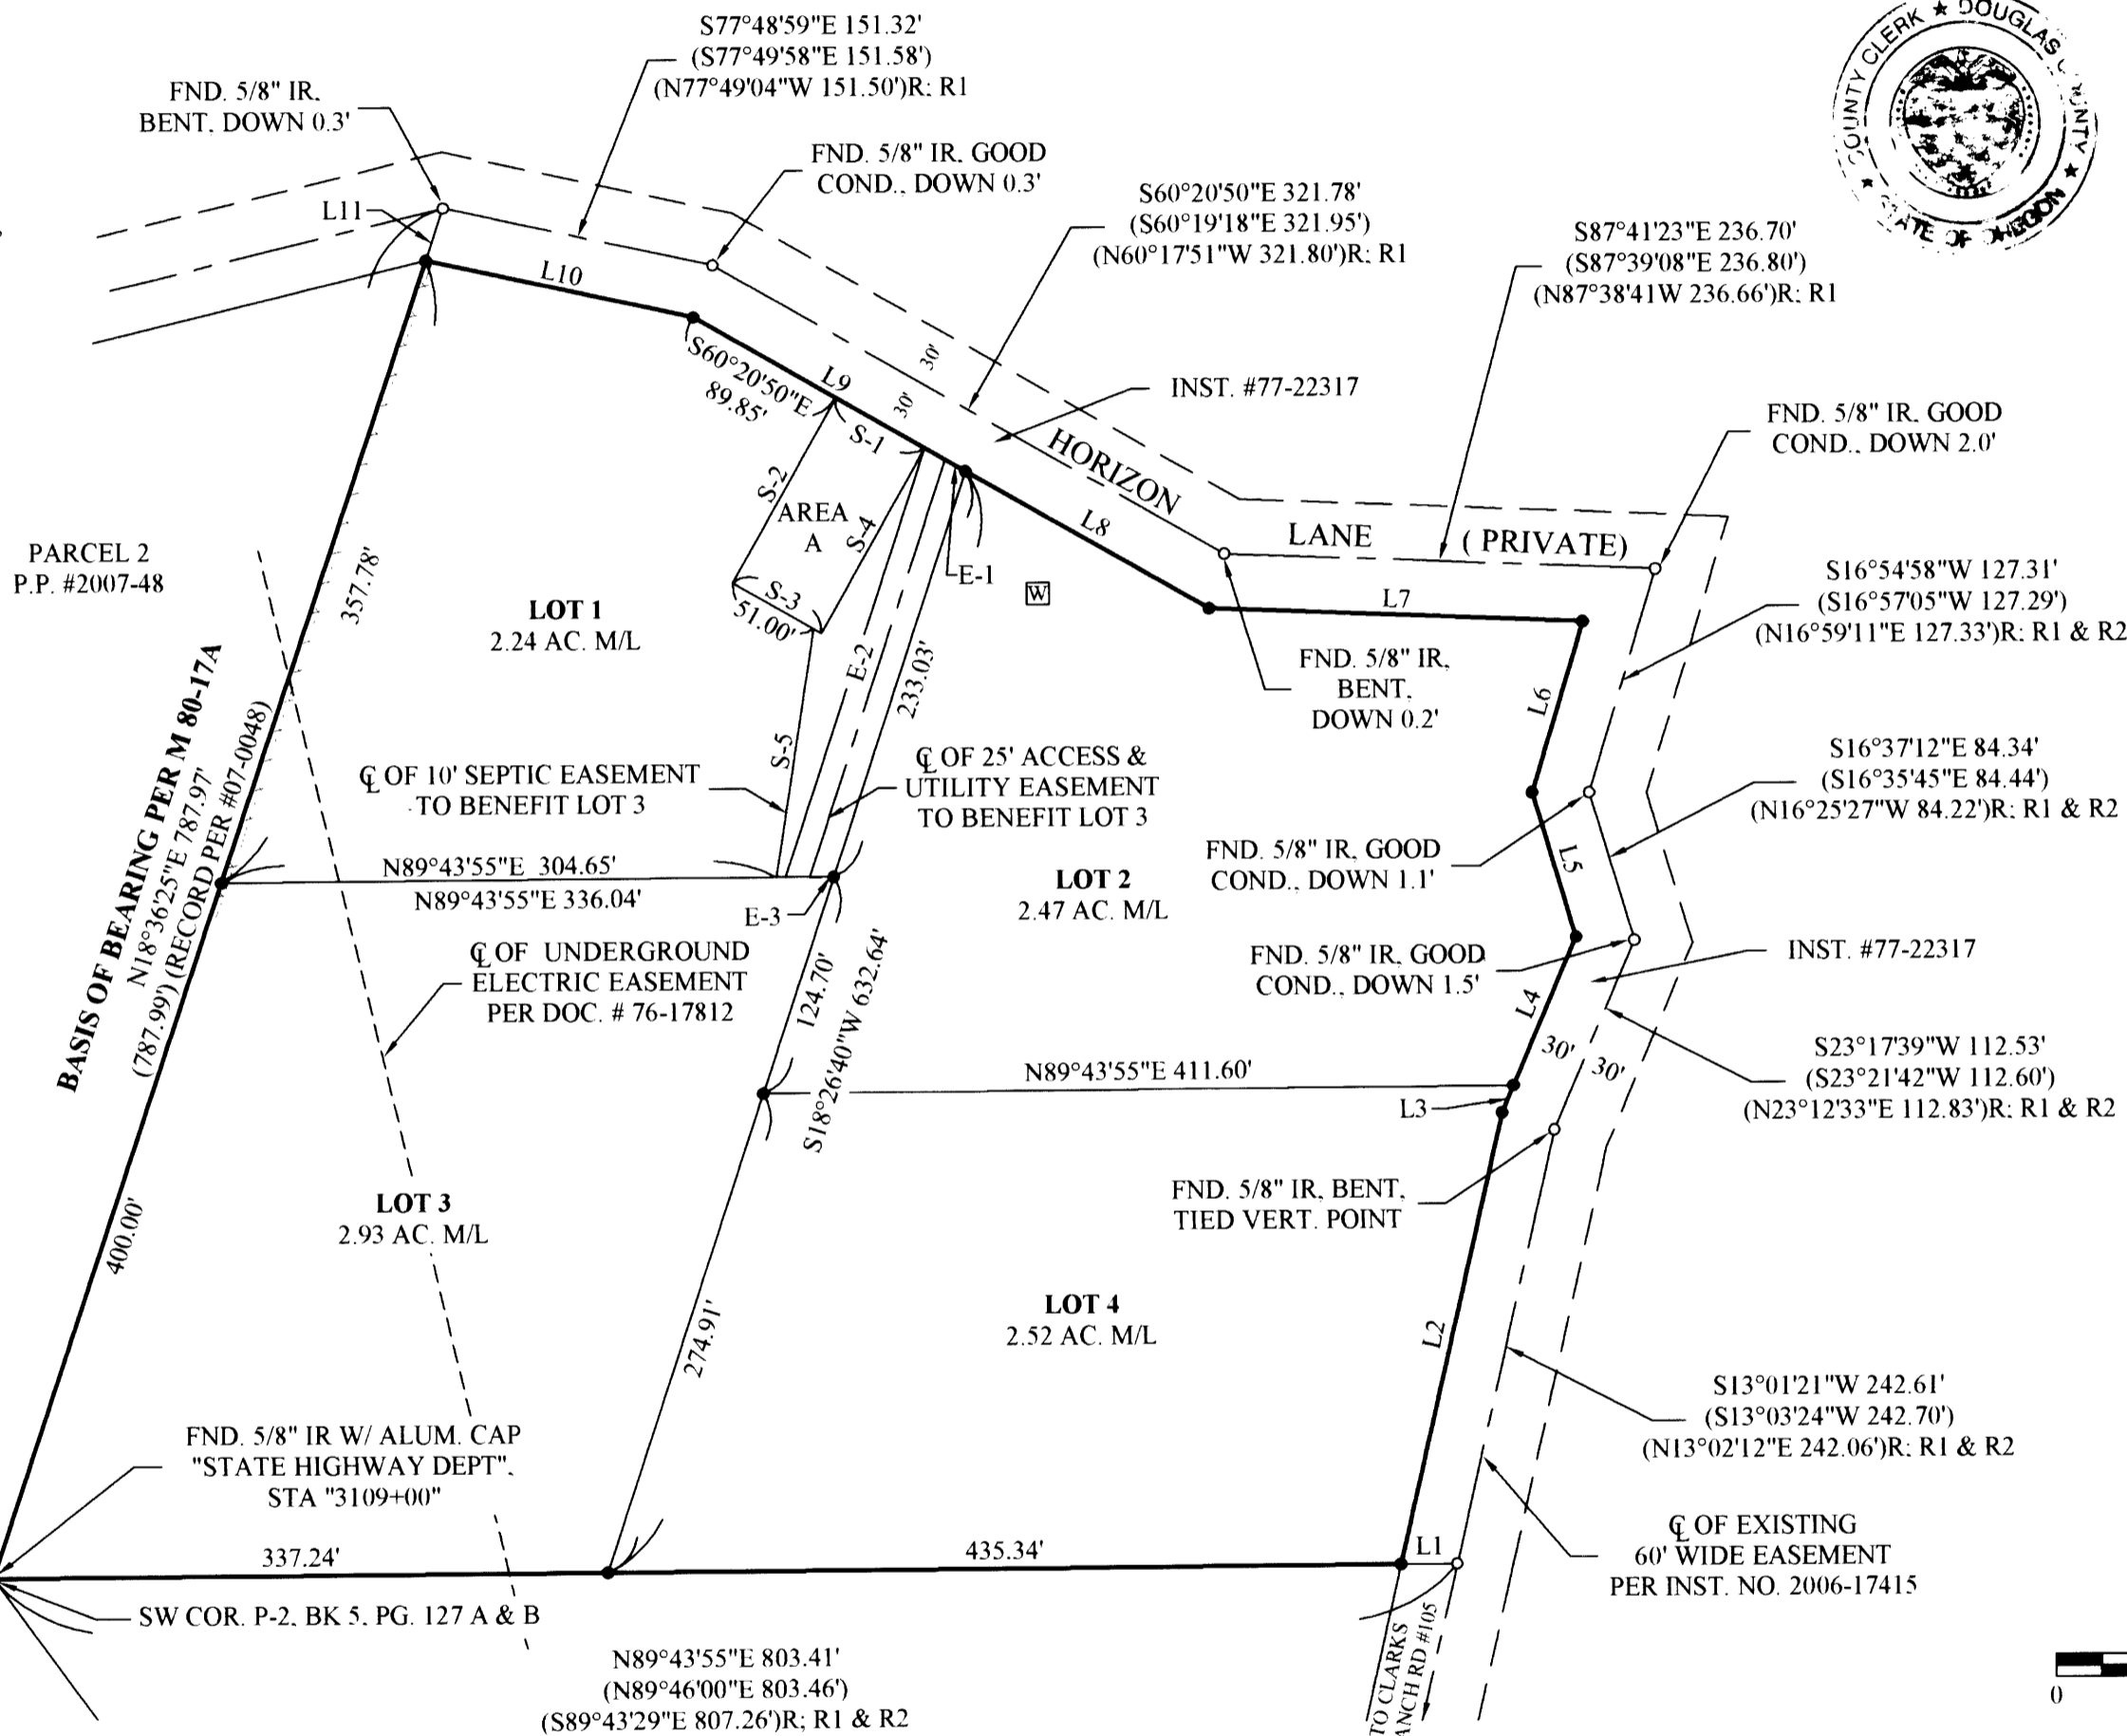 S77°48'59"E 151.32'
(S77°49'58"E 151.58')
(N77°49'04"W 151.50')R; R1
FND. 5/8" IR,
BENT, DOWN 0.3'
L11
FND. 5/8" IR, GOOD
COND., DOWN 0.3'
S60°20'50"E 321.78'
(S60°19'18"E 321.95')
(N60°17'51"W 321.80')R; R1
COUNTY CLERK ★ DOUGLAS COUNTY ★
STATE OF OREGON ★
S87°41'23"E 236.70'
(S87°39'08"E 236.80')
(N87°38'41W 236.66')R; R1
L10
L9
S60°20'50"E
89.85'
30'
30'
INST. #77-22317
HORIZON
LANE
(PRIVATE)
FND. 5/8" IR, GOOD
COND., DOWN 2.0'
S-1
S-2
AREA
A
S-4
S-3
51.00'
E-1
W
L8
L7
S16°54'58"W 127.31'
(S16°57'05"W 127.29')
(N16°59'11"E 127.33')R; R1 & R2
PARCEL 2
P.P. #2007-48
357.78'
LOT 1
2.24 AC. M/L
E-2
233.03'
S-5
FND. 5/8" IR,
BENT,
DOWN 0.2'
L6
BASIS OF BEARING PER M 80-17A
N18°36'25"E 787.97'
(787.99') (RECORD PER #07-0048)
℄ OF 10' SEPTIC EASEMENT
TO BENEFIT LOT 3
℄ OF 25' ACCESS &
UTILITY EASEMENT
TO BENEFIT LOT 3
S16°37'12"E 84.34'
(S16°35'45"E 84.44')
(N16°25'27"W 84.22')R; R1 & R2
FND. 5/8" IR, GOOD
COND., DOWN 1.1'
L5
N89°43'55"E 304.65'
N89°43'55"E 336.04'
E-3
LOT 2
2.47 AC. M/L
℄ OF UNDERGROUND
ELECTRIC EASEMENT
PER DOC. # 76-17812
124.70'
S18°26'40"W 632.64'
FND. 5/8" IR, GOOD
COND., DOWN 1.5'
INST. #77-22317
L4
30'
30'
S23°17'39"W 112.53'
(S23°21'42"W 112.60')
(N23°12'33"E 112.83')R; R1 & R2
N89°43'55"E 411.60'
L3
FND. 5/8" IR, BENT,
TIED VERT. POINT
400.00'
LOT 3
2.93 AC. M/L
274.91'
LOT 4
2.52 AC. M/L
L2
S13°01'21"W 242.61'
(S13°03'24"W 242.70')
(N13°02'12"E 242.06')R; R1 & R2
FND. 5/8" IR W/ ALUM. CAP
"STATE HIGHWAY DEPT",
STA "3109+00"
337.24'
435.34'
L1
℄ OF EXISTING
60' WIDE EASEMENT
PER INST. NO. 2006-17415
SW COR. P-2, BK 5, PG. 127 A & B
N89°43'55"E 803.41'
(N89°46'00"E 803.46')
(S89°43'29"E 807.26')R; R1 & R2
TO CLARKS
ANCH RD #105
0